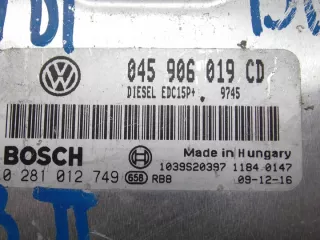 045 906 019 CD
DIESEL EDC15P+ 9745
BOSCH
Made in Hungary
1039S20397 1184 0147
0 281 012 749 656 RB8 09-12-16